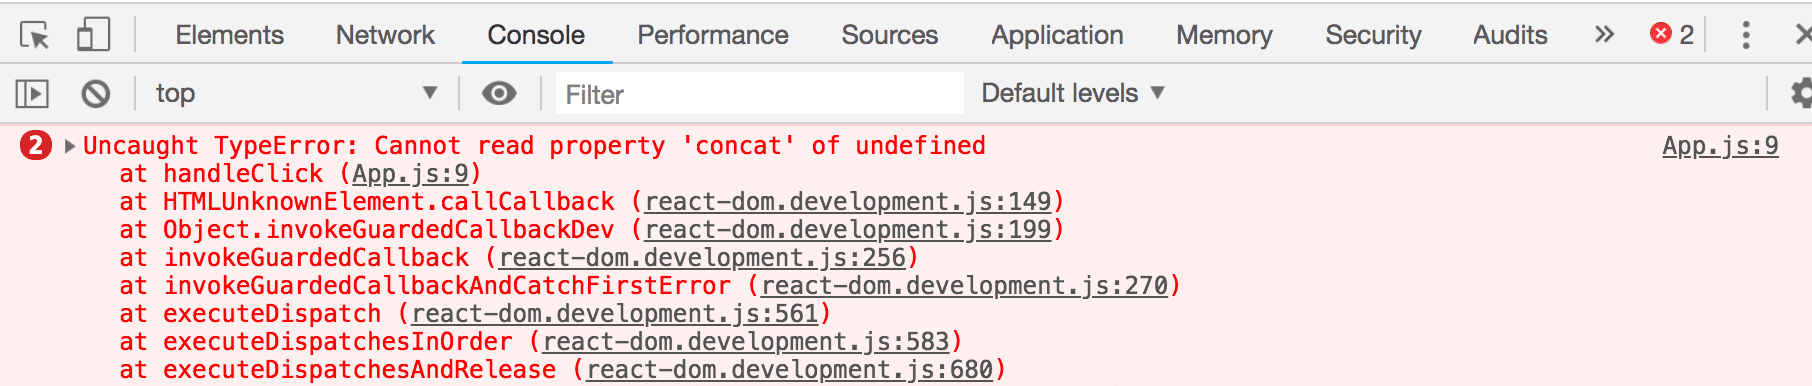 Elements Network Console Performance Sources Application Memory Security Audits » 2
top Filter Default levels
2 Uncaught TypeError: Cannot read property 'concat' of undefined App.js:9
at handleClick (App.js:9)
at HTMLUnknownElement.callCallback (react-dom.development.js:149)
at Object.invokeGuardedCallbackDev (react-dom.development.js:199)
at invokeGuardedCallback (react-dom.development.js:256)
at invokeGuardedCallbackAndCatchFirstError (react-dom.development.js:270)
at executeDispatch (react-dom.development.js:561)
at executeDispatchesInOrder (react-dom.development.js:583)
at executeDispatchesAndRelease (react-dom.development.js:680)